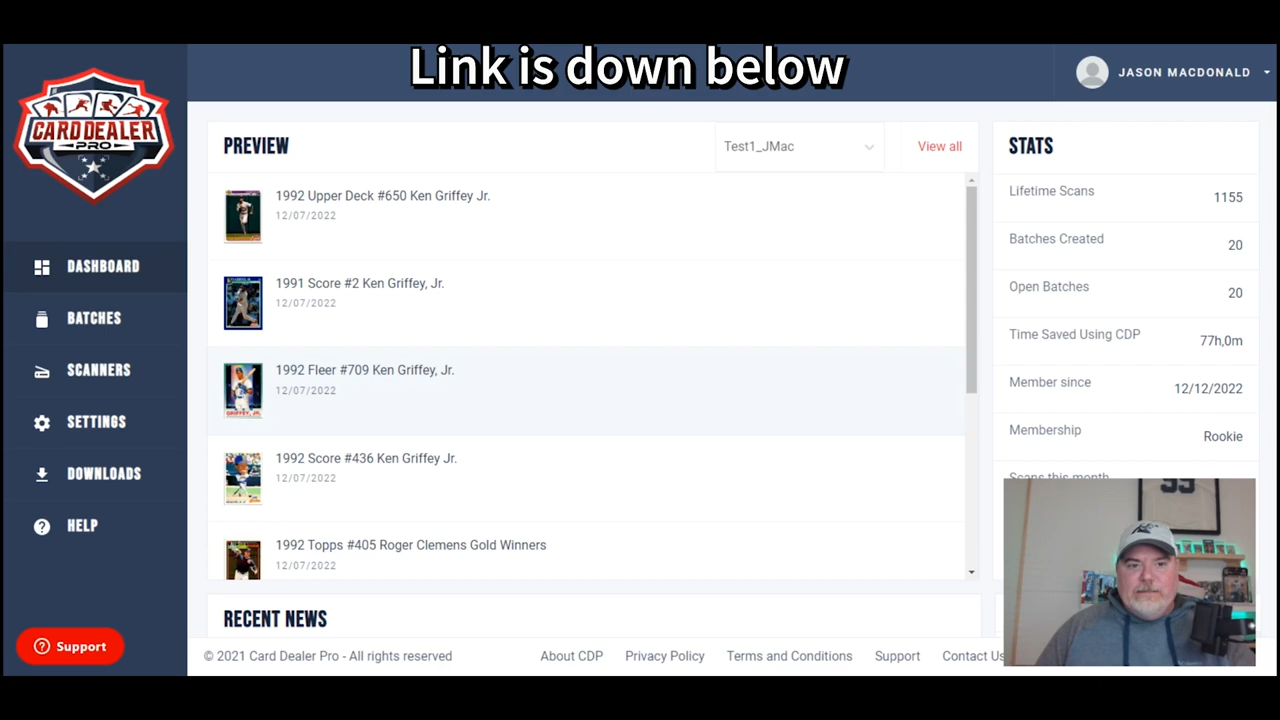 Link is down below
CARD DEALER
PRO
JASON MACDONALD
DASHBOARD
BATCHES
SCANNERS
SETTINGS
DOWNLOADS
HELP
Support
PREVIEW
Test1_JMac
View all
1992 Upper Deck #650 Ken Griffey Jr.
12/07/2022
1991 Score #2 Ken Griffey, Jr.
12/07/2022
1992 Fleer #709 Ken Griffey, Jr.
12/07/2022
GRIFFEY, JR.
1992 Score #436 Ken Griffey Jr.
12/07/2022
1992 Topps #405 Roger Clemens Gold Winners
12/07/2022
STATS
Lifetime Scans
1155
Batches Created
20
Open Batches
20
Time Saved Using CDP
77h,0m
Member since
12/12/2022
Membership
Rookie
Scans this month
RECENT NEWS
© 2021 Card Dealer Pro - All rights reserved
About CDP
Privacy Policy
Terms and Conditions
Support
Contact Us